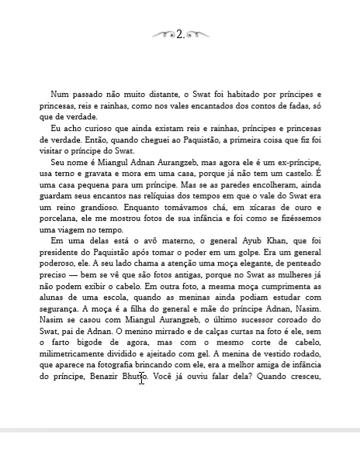 2.
Num passado não muito distante, o Swat foi habitado por príncipes e
princesas, reis e rainhas, como nos vales encantados dos contos de fadas, só
que de verdade.
Eu acho curioso que ainda existam reis e rainhas, príncipes e princesas
de verdade. Então, quando cheguei ao Paquistão, a primeira coisa que fiz foi
visitar o príncipe do Swat.
Seu nome é Miangul Adnan Aurangzeb, mas agora ele é um ex-príncipe,
usa terno e gravata e mora em uma casa, porque já não tem um castelo. É
uma casa pequena para um príncipe. Mas se as paredes encolheram, ainda
guardam seus encantos nas relíquias dos tempos em que o vale do Swat era
um reino grandioso. Enquanto tomávamos chá, em xícaras de ouro e
porcelana, ele me mostrou fotos de sua infância e foi como se fizéssemos
uma viagem no tempo.
Em uma delas está o avô materno, o general Ayub Khan, que foi
presidente do Paquistão após tomar o poder em um golpe. Era um general
poderoso, ele. A seu lado chama a atenção uma moça elegante, de penteado
preciso — bem se vê que são fotos antigas, porque no Swat as mulheres já
não podem exibir o cabelo. Em outra foto, a mesma moça cumprimenta as
alunas de uma escola, quando as meninas ainda podiam estudar com
segurança. A moça é a filha do general e mãe do príncipe Adnan, Nasim.
Nasim se casou com Miangul Aurangzeb, o último sucessor coroado do
Swat, pai de Adnan. O menino mirrado e de calças curtas na foto é ele, sem
o farto bigode de agora, mas com o mesmo corte de cabelo,
milimetricamente dividido e ajeitado com gel. A menina de vestido rodado,
que aparece na fotografia brincando com ele, era a melhor amiga de infância
do príncipe, Benazir Bhutto. Você já ouviu falar dela? Quando cresceu,